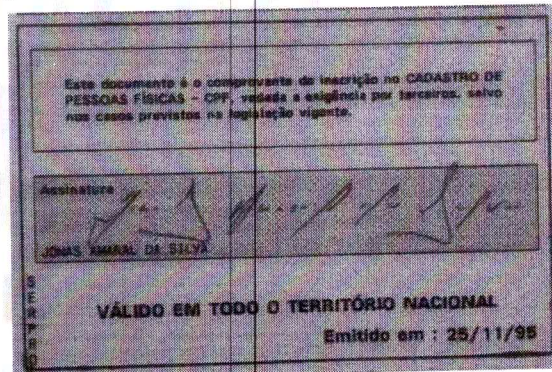 Este documento é o comprovante de inscrição no CADASTRO DE
PESSOAS FÍSICAS - CPF, vedada a exigência por terceiros, salvo
nos casos previstos na legislação vigente.
Assinatura
JONAS AMARAL DA SILVA
SERPRO
VÁLIDO EM TODO O TERRITÓRIO NACIONAL
Emitido em : 25/11/95